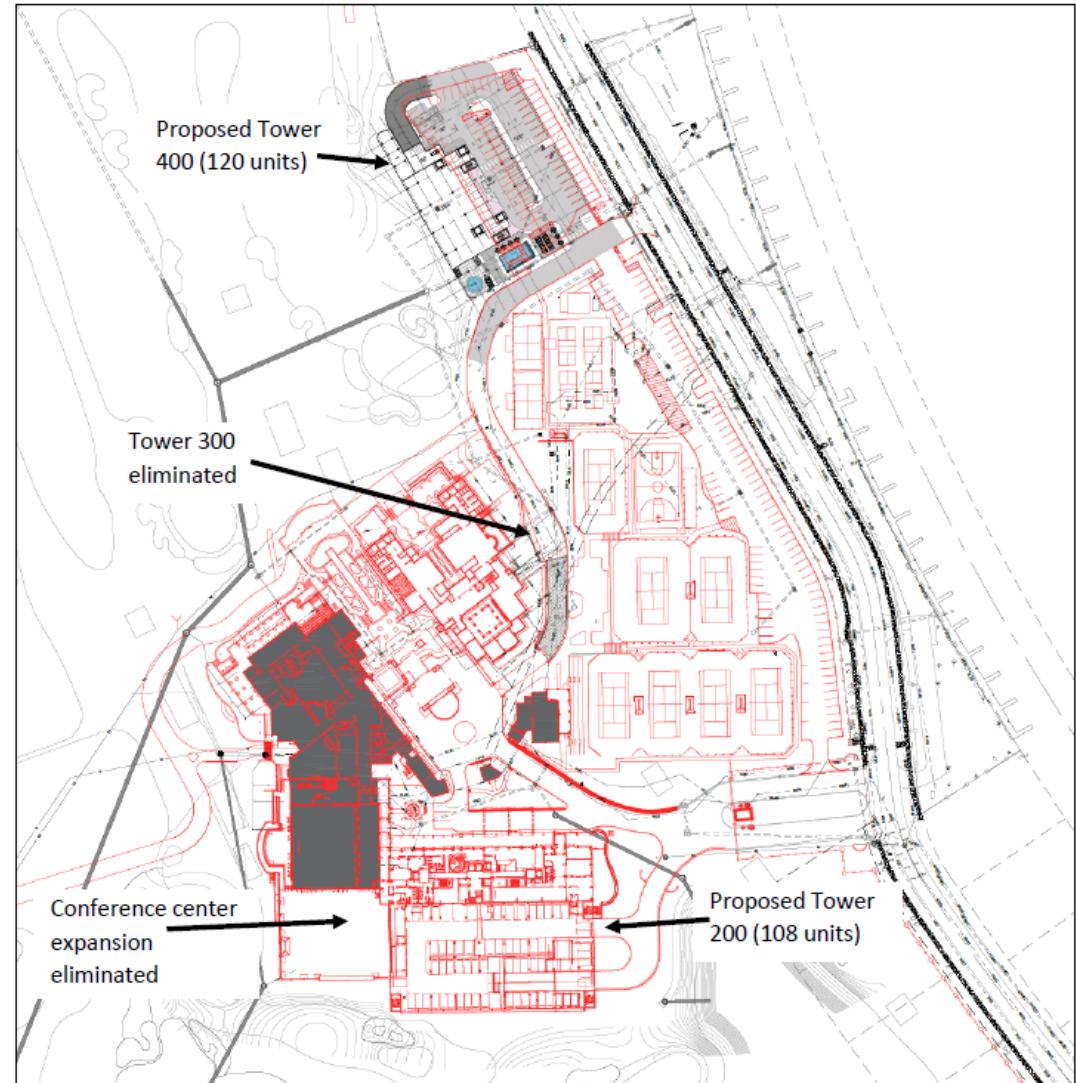 Proposed Tower
400 (120 units)
Tower 300
eliminated
Conference center
expansion
eliminated
Proposed Tower
200 (108 units)